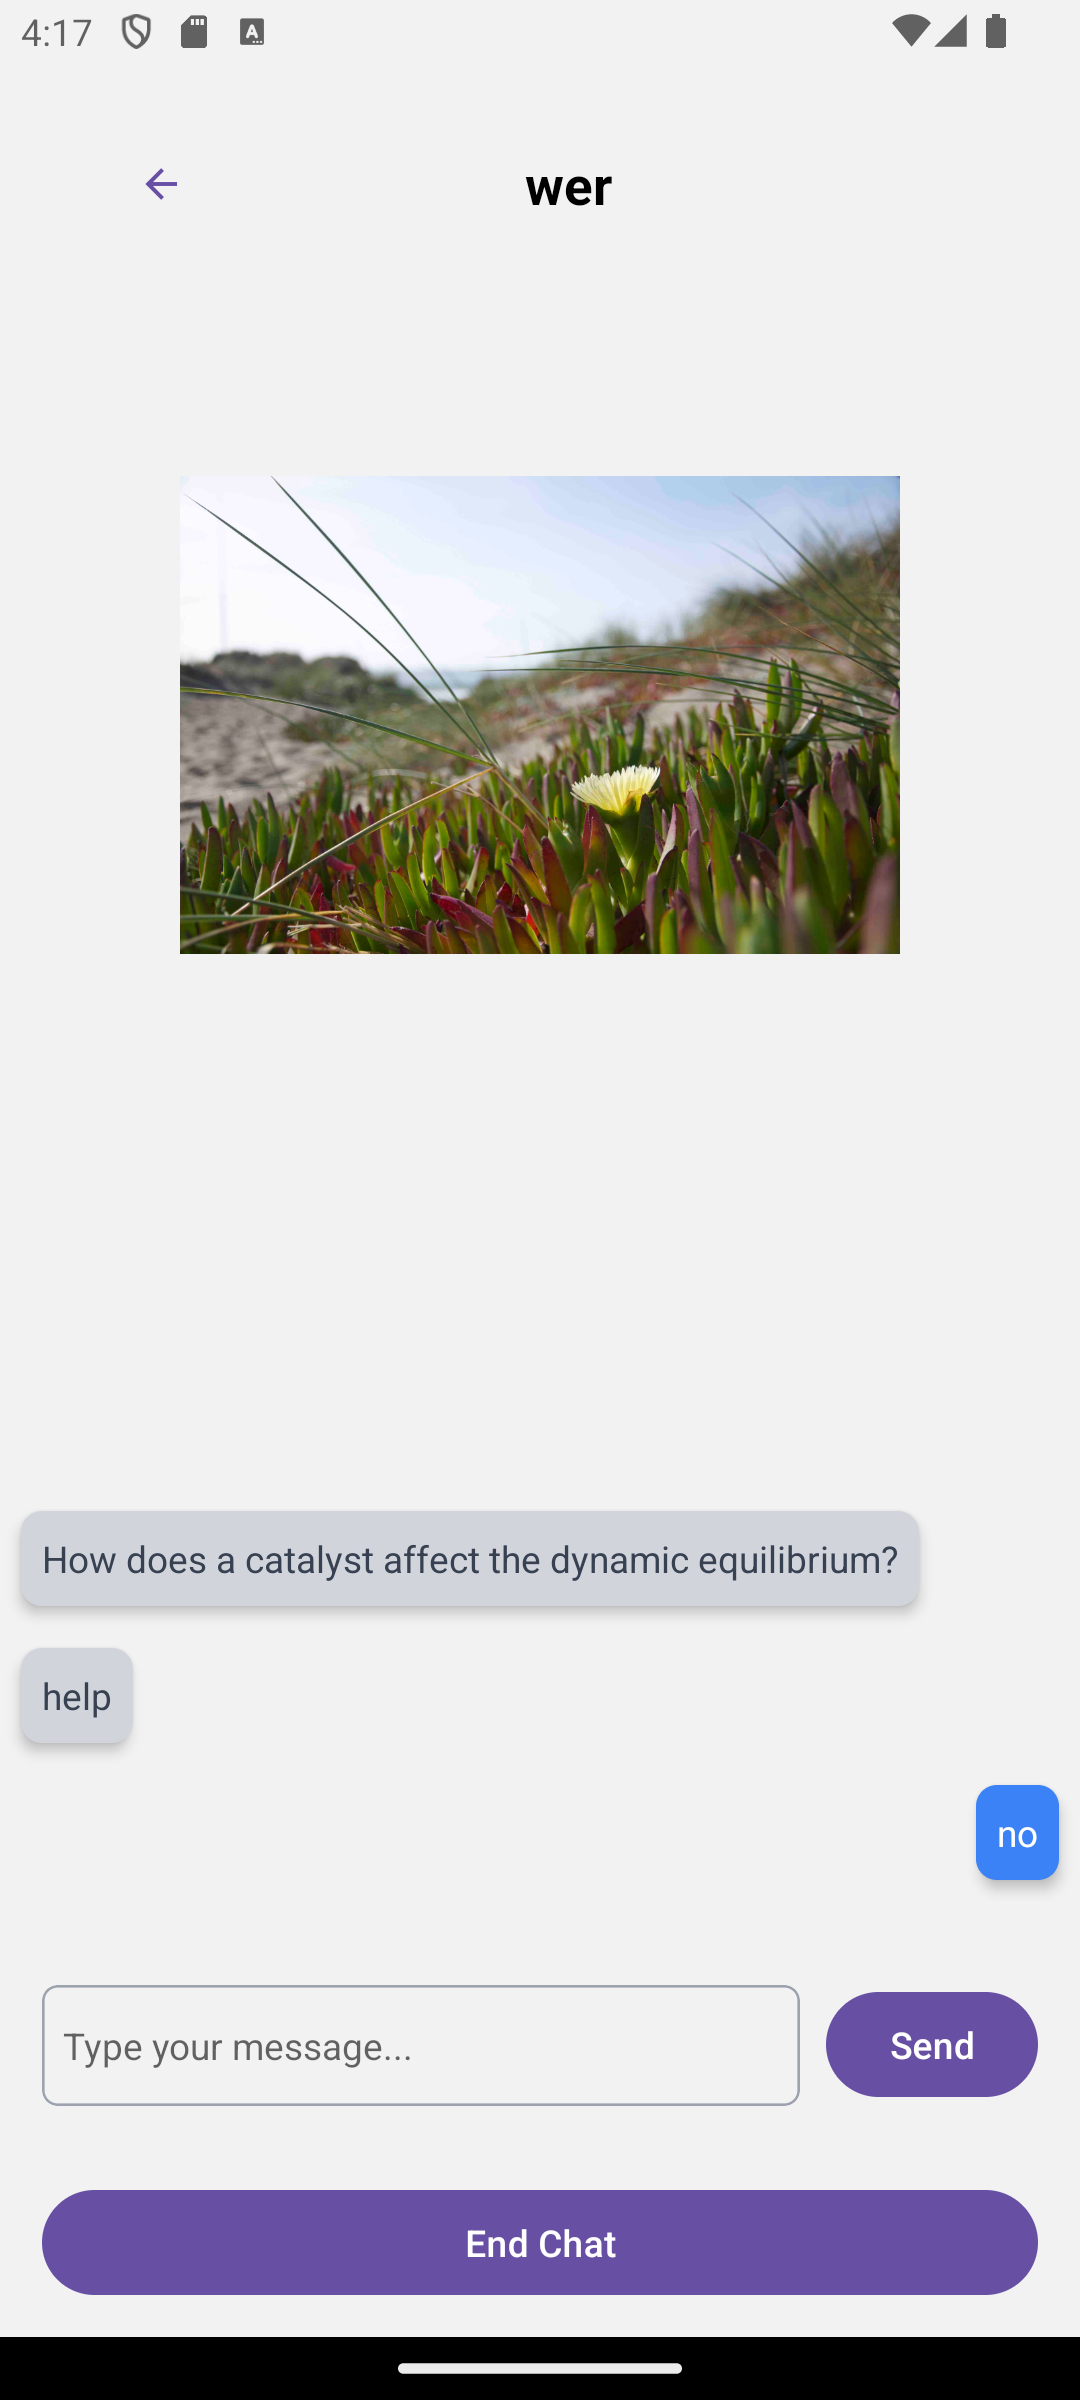 4:17
A
wer
How does a catalyst affect the dynamic equilibrium?
help
no
Type your message...
Send
End Chat